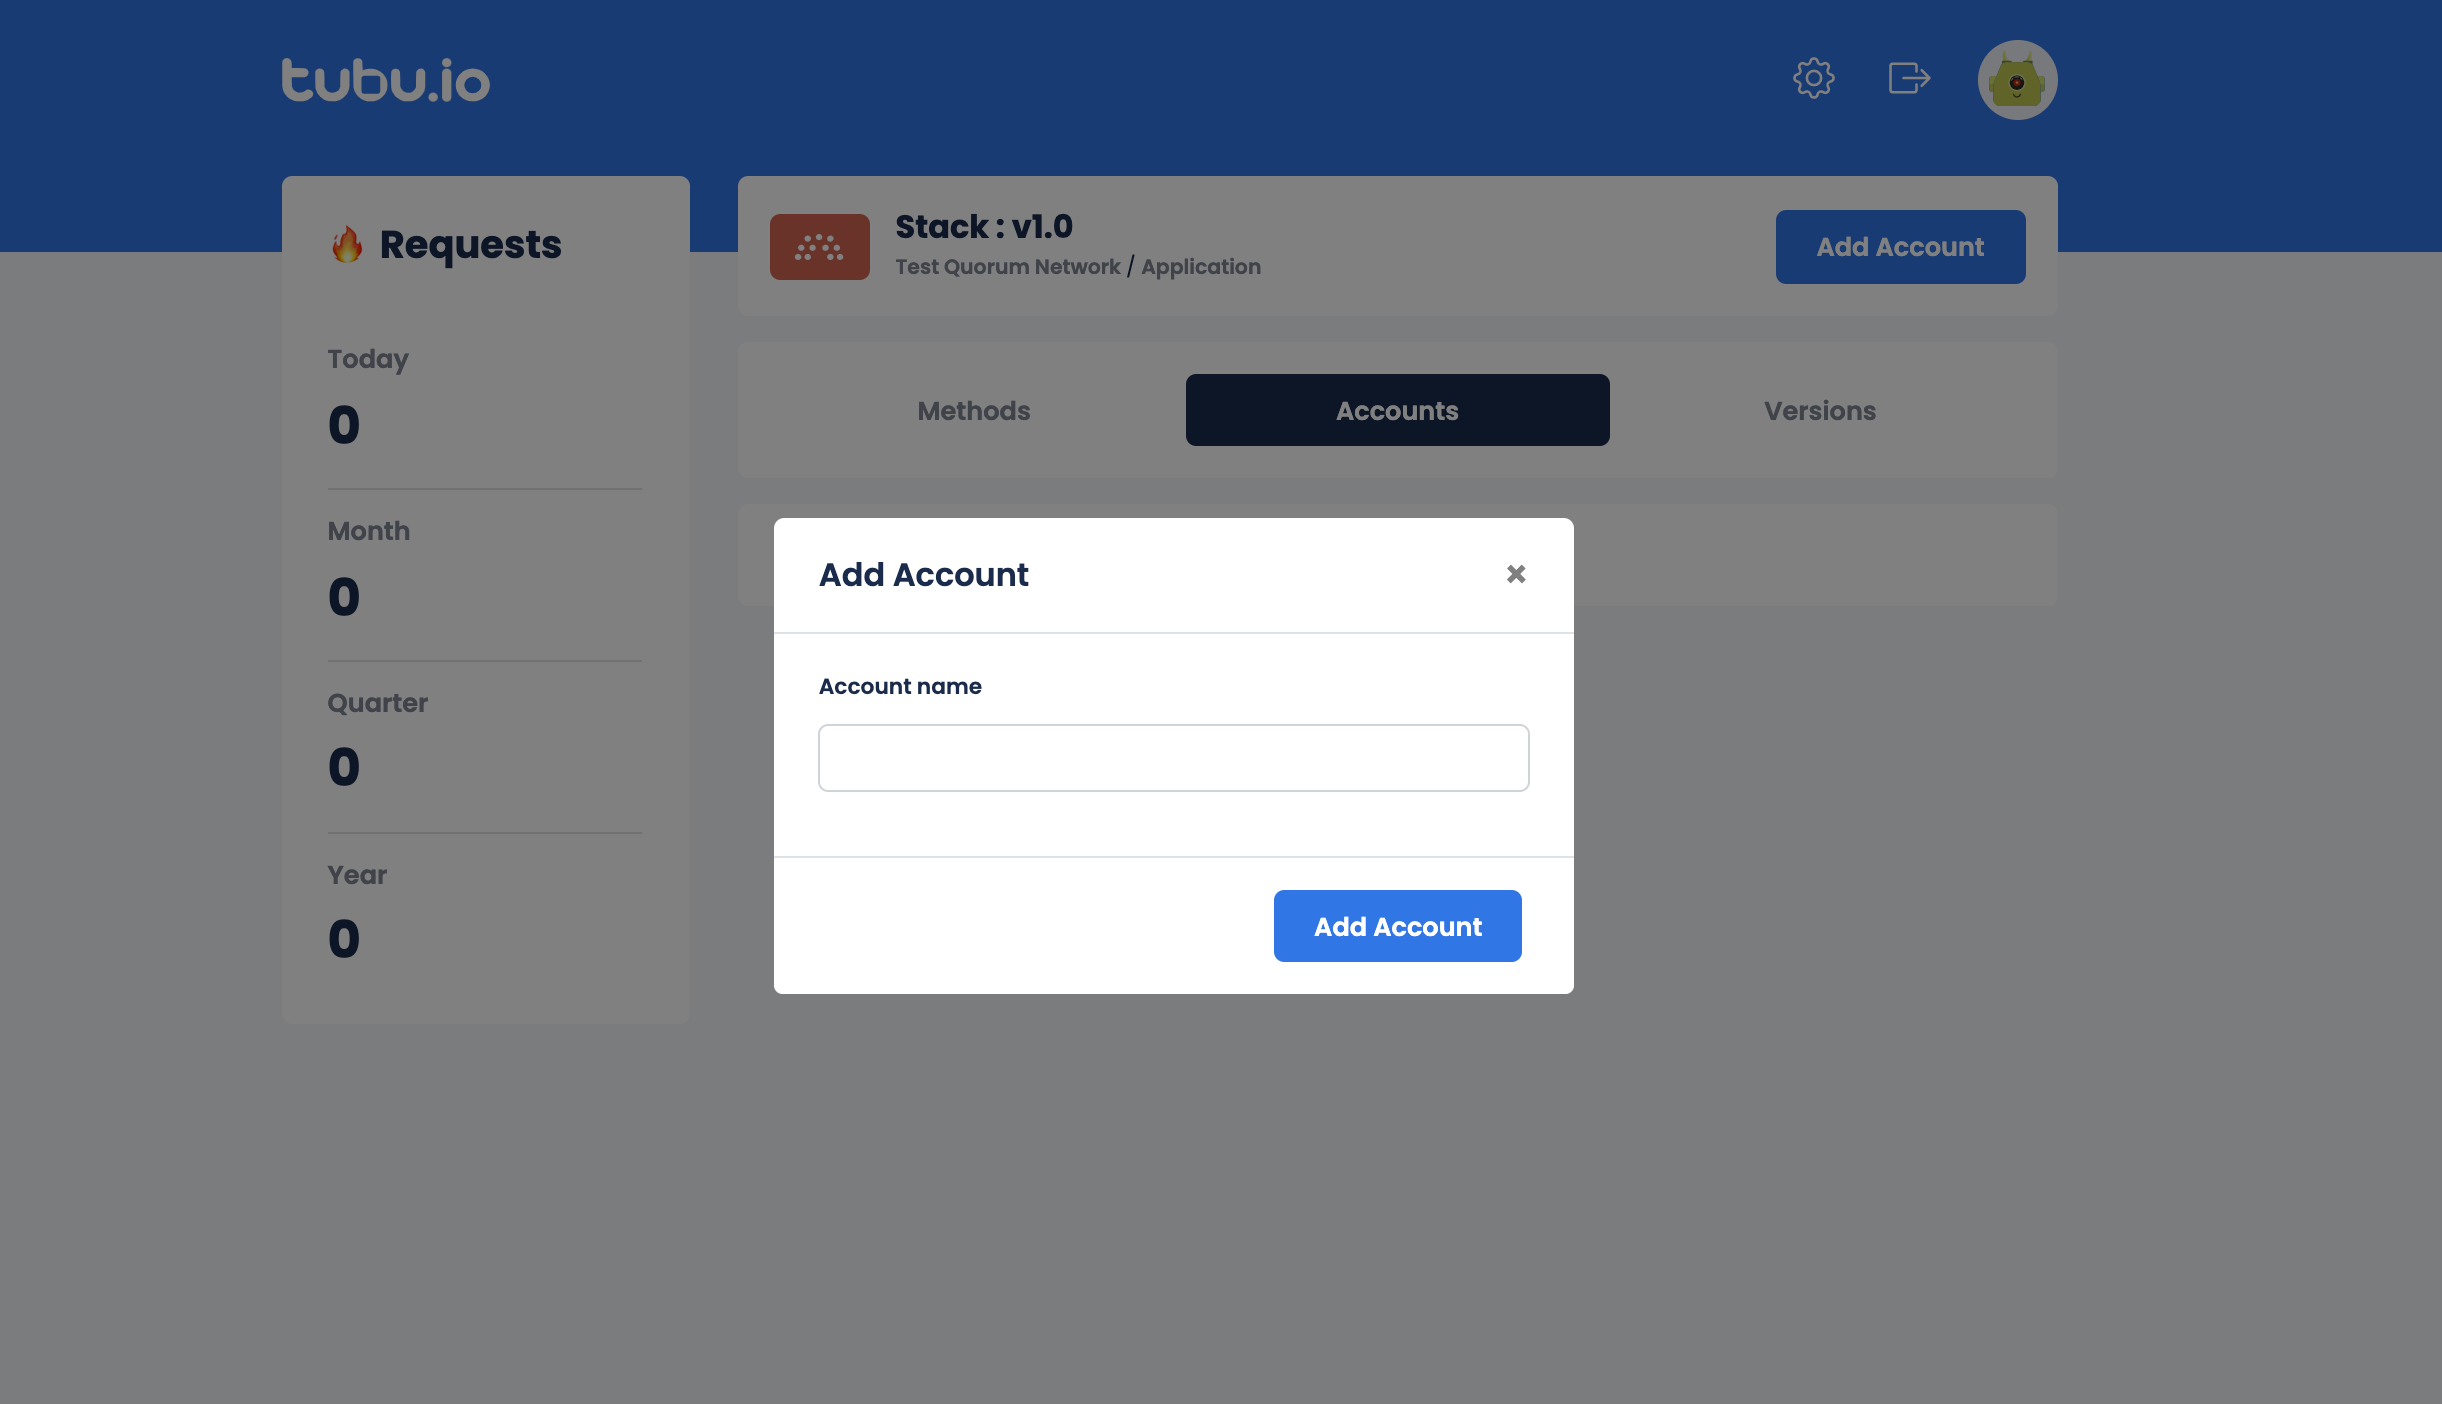 tubu.io
Requests
Today
0
Month
0
Quarter
0
Year
0
Stack : v1.0
Test Quorum Network / Application
Add Account
Methods
Accounts
Versions
Add Account
×
Account name
Add Account